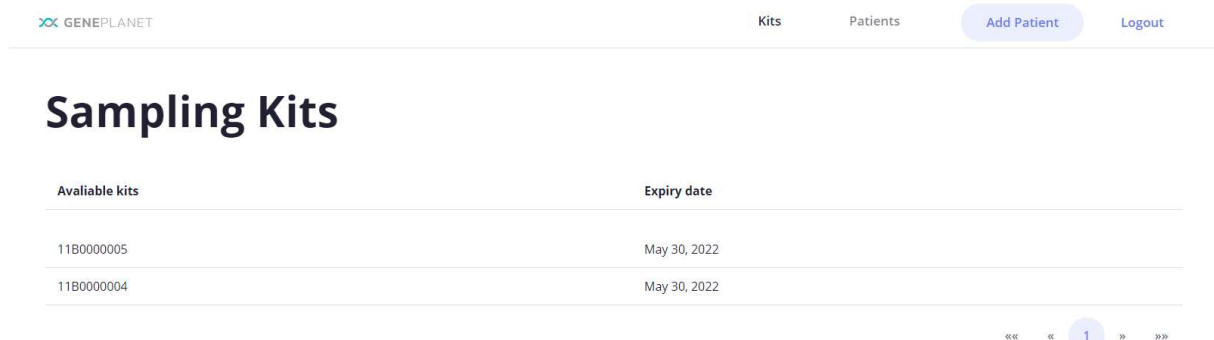 GENEPLANET Kits Patients Add Patient Logout
Sampling Kits
Avaliable kits Expiry date
11B0000005 May 30, 2022
11B0000004 May 30, 2022
«« « 1 » »»